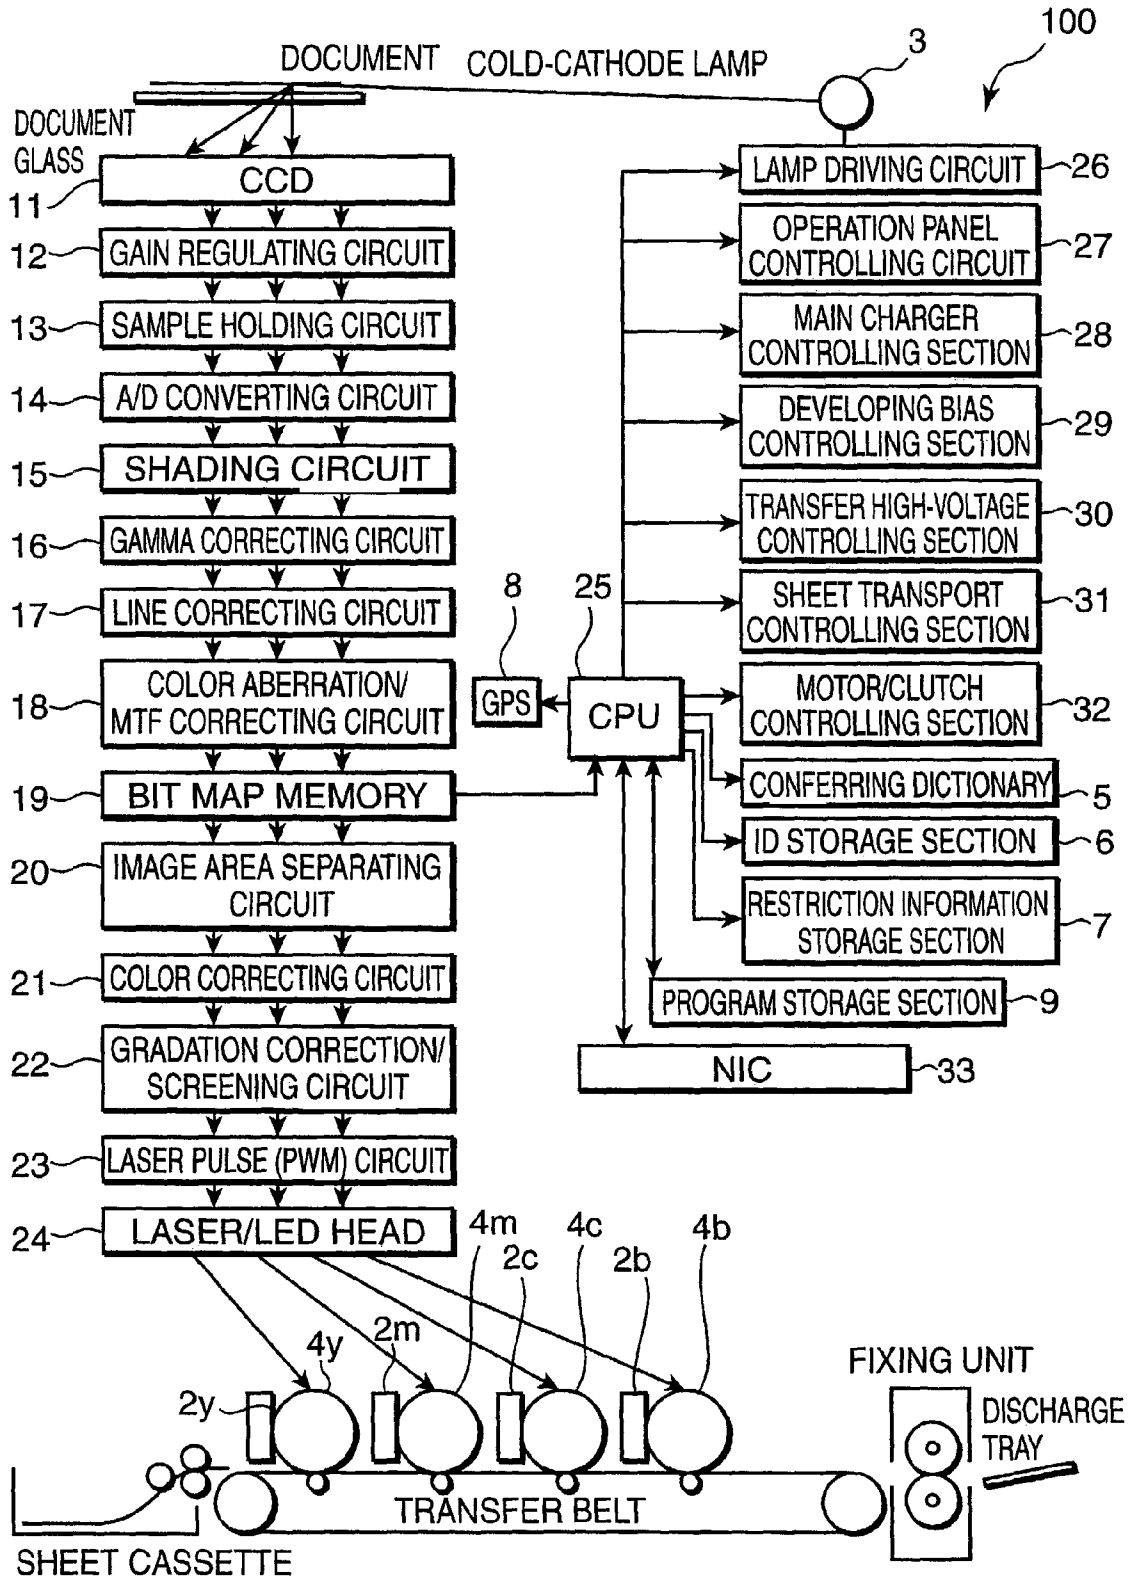 100
3
DOCUMENT
COLD-CATHODE LAMP
DOCUMENT
GLASS
11
CCD
12
GAIN REGULATING CIRCUIT
13
SAMPLE HOLDING CIRCUIT
14
A/D CONVERTING CIRCUIT
15
SHADING CIRCUIT
16
GAMMA CORRECTING CIRCUIT
17
LINE CORRECTING CIRCUIT
18
COLOR ABERRATION/
MTF CORRECTING CIRCUIT
19
BIT MAP MEMORY
20
IMAGE AREA SEPARATING
CIRCUIT
21
COLOR CORRECTING CIRCUIT
22
GRADATION CORRECTION/
SCREENING CIRCUIT
23
LASER PULSE (PWM) CIRCUIT
24
LASER/LED HEAD
LAMP DRIVING CIRCUIT
26
OPERATION PANEL
CONTROLLING CIRCUIT
27
MAIN CHARGER
CONTROLLING SECTION
28
DEVELOPING BIAS
CONTROLLING SECTION
29
TRANSFER HIGH-VOLTAGE
CONTROLLING SECTION
30
SHEET TRANSPORT
CONTROLLING SECTION
31
8
25
GPS
CPU
MOTOR/CLUTCH
CONTROLLING SECTION
32
CONFERRING DICTIONARY
5
ID STORAGE SECTION
6
RESTRICTION INFORMATION
STORAGE SECTION
7
PROGRAM STORAGE SECTION
9
NIC
33
4m
4c
4b
2c
2b
4y
2m
2y
FIXING UNIT
DISCHARGE
TRAY
TRANSFER BELT
SHEET CASSETTE